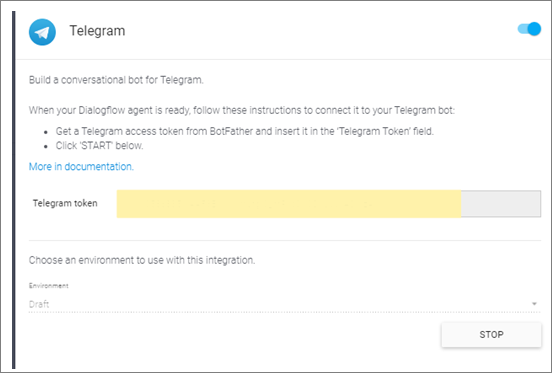 Telegram
Build a conversational bot for Telegram.
When your Dialogflow agent is ready, follow these instructions to connect it to your Telegram bot:
• Get a Telegram access token from BotFather and insert it in the 'Telegram Token' field.
• Click 'START' below.
More in documentation.
Telegram token
Choose an environment to use with this integration.
Environment
Draft
STOP